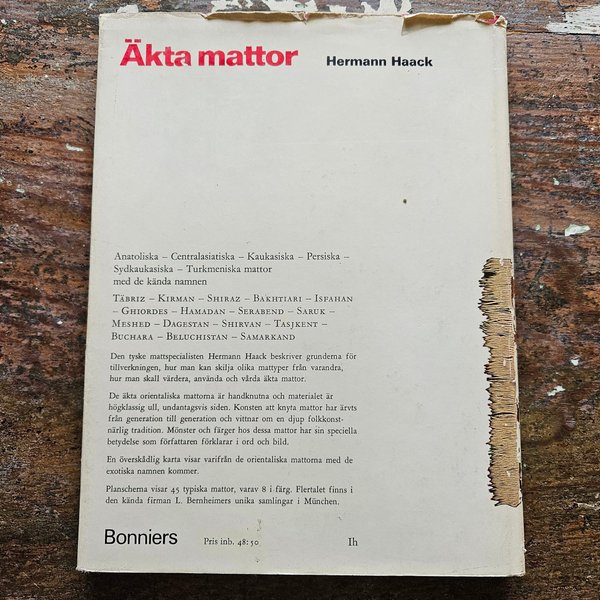 Äkta mattor
Hermann Haack
Anatoliska – Centralasiatiska – Kaukasiska – Persiska –
Sydkaukasiska – Turkmeniska mattor
med de kända namnen
TÄBRIZ – KIRMAN – SHIRAZ – BAKHTIARI – ISFAHAN
– GHIORDES – HAMADAN – SERABEND – SARUK –
MESHED – DAGESTAN – SHIRVAN – TASJKENT –
BUCHARA – BELUCHISTAN – SAMARKAND
Den tyske mattspecialisten Hermann Haack beskriver grunderna för
tillverkningen, hur man kan skilja olika mattyper från varandra,
hur man skall värdera, använda och vårda äkta mattor.
De äkta orientaliska mattorna är handknutna och materialet är
högklassig ull, undantagsvis siden. Konsten att knyta mattor har ärvts
från generation till generation och vittnar om en djup folkkonst-
närlig tradition. Mönster och färger hos dessa mattor har sin speciella
betydelse som författaren förklarar i ord och bild.
En överskådlig karta visar varifrån de orientaliska mattorna med de
exotiska namnen kommer.
Planscherna visar 45 typiska mattor, varav 8 i färg. Flertalet finns i
den kända firman L. Bernheimers unika samlingar i München.
Bonniers
Pris inb. 48:50
Ih